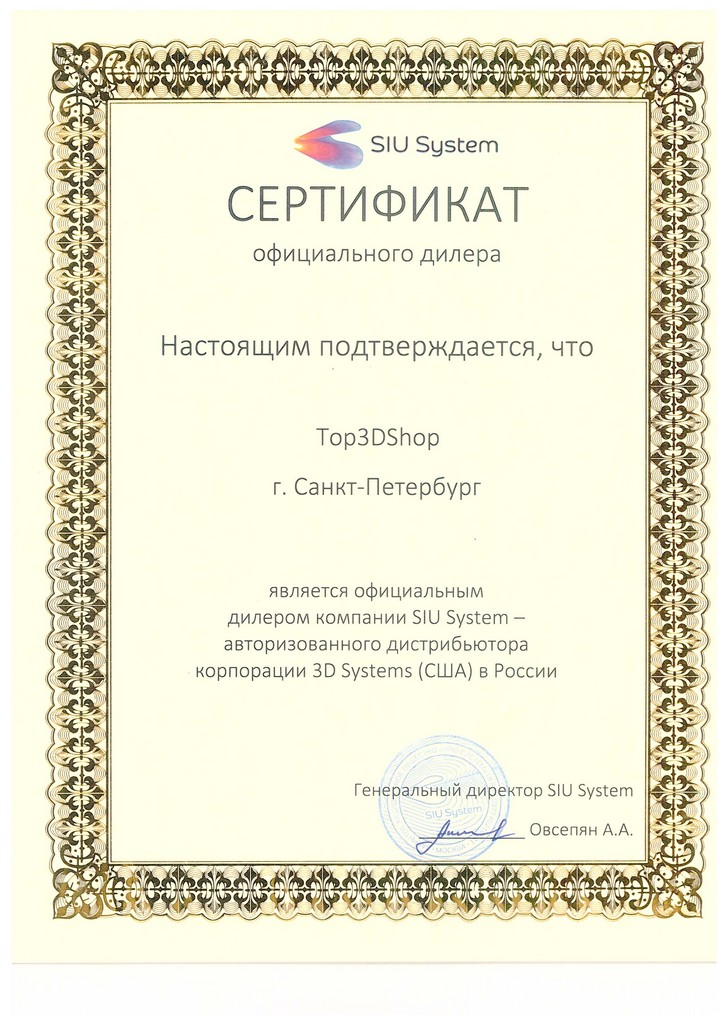 SIU System
СЕРТИФИКАТ
официального дилера
Настоящим подтверждается, что
Top3DShop
г. Санкт-Петербург
является официальным
дилером компании SIU System –
авторизованного дистрибьютора
корпорации 3D Systems (США) в России
Генеральный директор SIU System
SIU System
Овсепян А.А.
МОСКВА